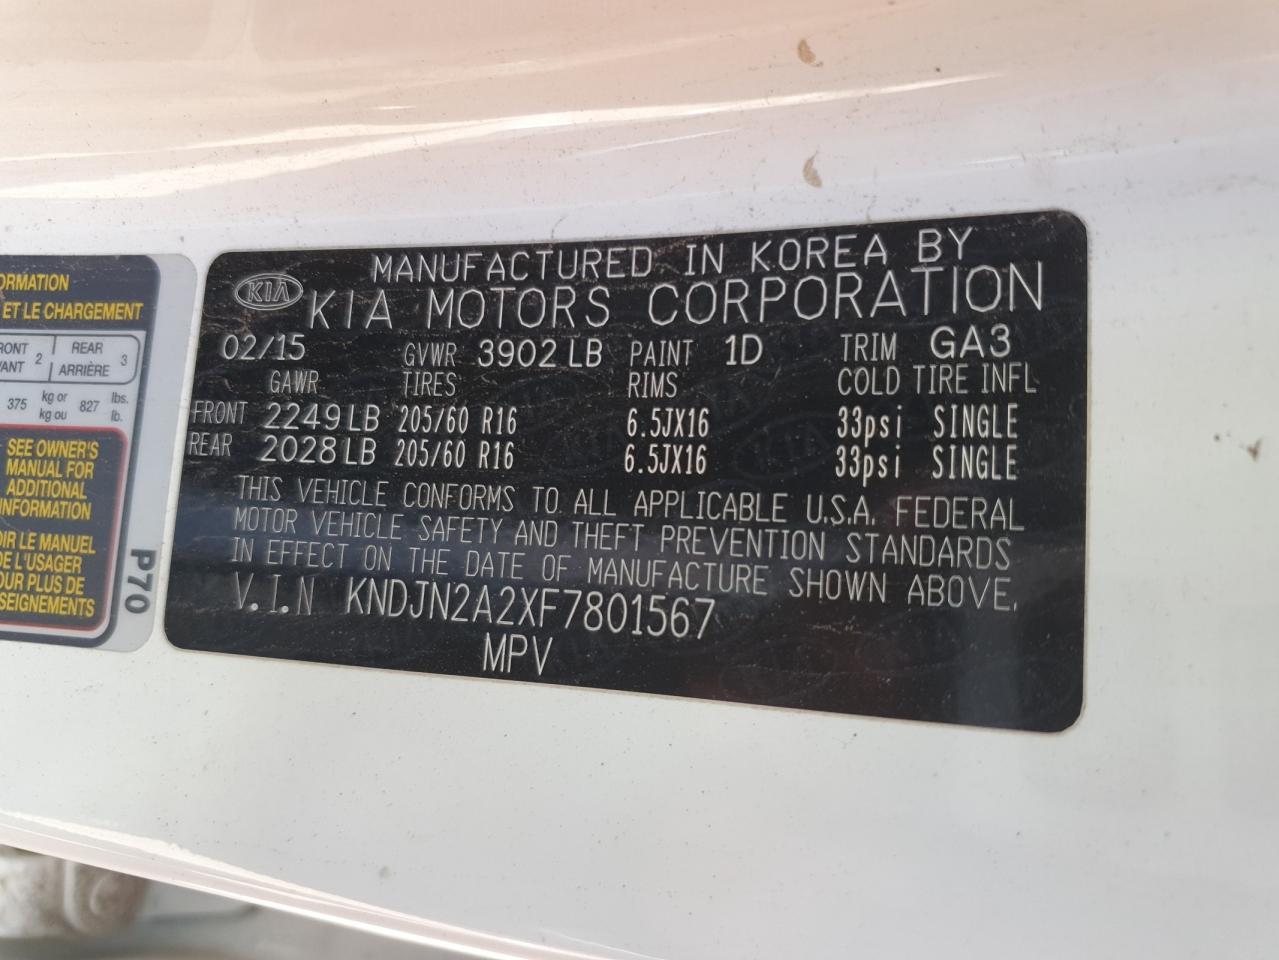 MANUFACTURED IN KOREA BY
KIA
KIA MOTORS CORPORATION
02/15 GVWR 3902 LB PAINT 1D TRIM GA3
GAWR TIRES RIMS COLD TIRE INFL
FRONT 2249 LB 205/60 R16 6.5JX16 33psi SINGLE
REAR 2028 LB 205/60 R16 6.5JX16 33psi SINGLE
THIS VEHICLE CONFORMS TO ALL APPLICABLE U.S.A. FEDERAL
MOTOR VEHICLE SAFETY AND THEFT PREVENTION STANDARDS
IN EFFECT ON THE DATE OF MANUFACTURE SHOWN ABOVE.
V.I.N KNDJN2A2XF7801567
MPV
ORMATION
ET LE CHARGEMENT
RONT 2 REAR 3
VANT ARRIÈRE
375 kg or 827 lbs.
kg ou lb.
SEE OWNER'S
MANUAL FOR
ADDITIONAL
INFORMATION
OIR LE MANUEL
DE L'USAGER
OUR PLUS DE
SEIGNEMENTS
P70